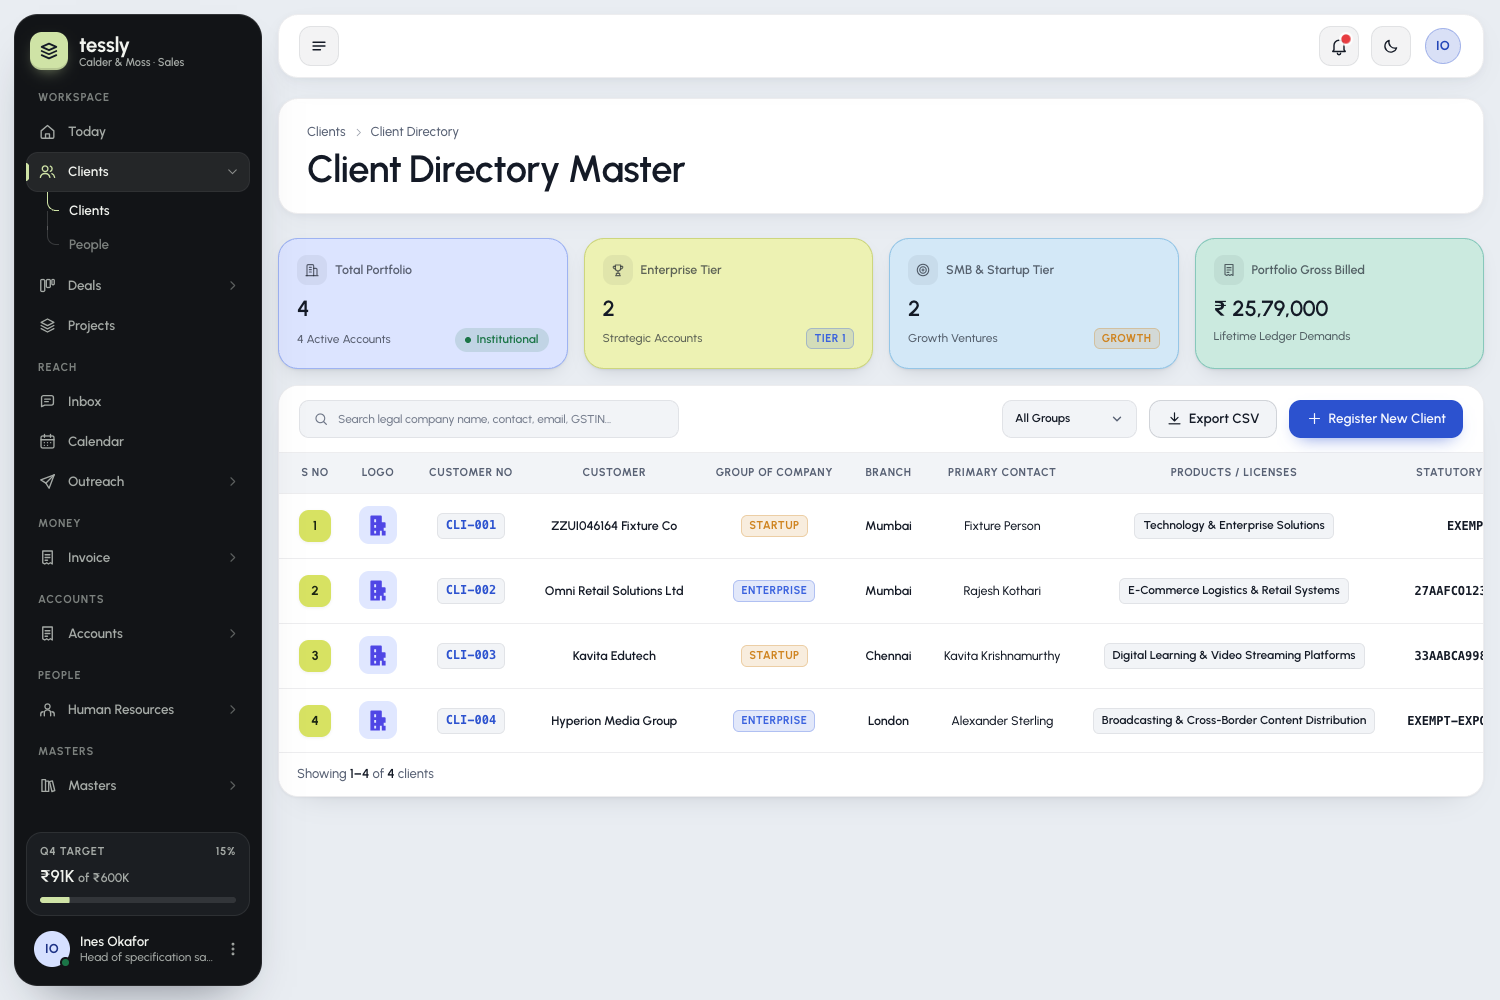 tessly
Calder & Moss · Sales
WORKSPACE
Today
Clients
Clients
People
Deals
Projects
REACH
Inbox
Calendar
Outreach
MONEY
Invoice
ACCOUNTS
Accounts
PEOPLE
Human Resources
MASTERS
Masters
Q4 TARGET 15%
₹91K of ₹600K
IO
Ines Okafor
Head of specification sa...
IO
Clients > Client Directory
Client Directory Master
Total Portfolio
4
4 Active Accounts Institutional
Enterprise Tier
2
Strategic Accounts TIER 1
SMB & Startup Tier
2
Growth Ventures GROWTH
Portfolio Gross Billed
₹ 25,79,000
Lifetime Ledger Demands
Search legal company name, contact, email, GSTIN...
All Groups
Export CSV
Register New Client
S NO LOGO CUSTOMER NO CUSTOMER GROUP OF COMPANY BRANCH PRIMARY CONTACT PRODUCTS / LICENSES STATUTORY
1 CLI-001 ZZUI046164 Fixture Co STARTUP Mumbai Fixture Person Technology & Enterprise Solutions EXEMP
2 CLI-002 Omni Retail Solutions Ltd ENTERPRISE Mumbai Rajesh Kothari E-Commerce Logistics & Retail Systems 27AAFCO123
3 CLI-003 Kavita Edutech STARTUP Chennai Kavita Krishnamurthy Digital Learning & Video Streaming Platforms 33AABCA998
4 CLI-004 Hyperion Media Group ENTERPRISE London Alexander Sterling Broadcasting & Cross-Border Content Distribution EXEMPT-EXPO
Showing 1–4 of 4 clients